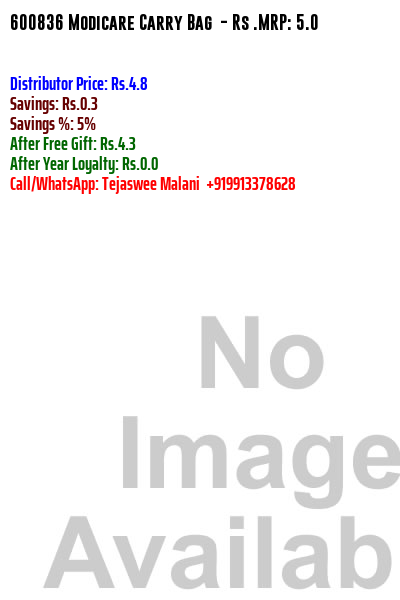 600836 Modicare Carry Bag - Rs .MRP: 5.0
Distributor Price: Rs.4.8
Savings: Rs.0.3
Savings %: 5%
After Free Gift: Rs.4.3
After Year Loyalty: Rs.0.0
Call/WhatsApp: Tejaswee Malani +919913378628
No
Image
Availab